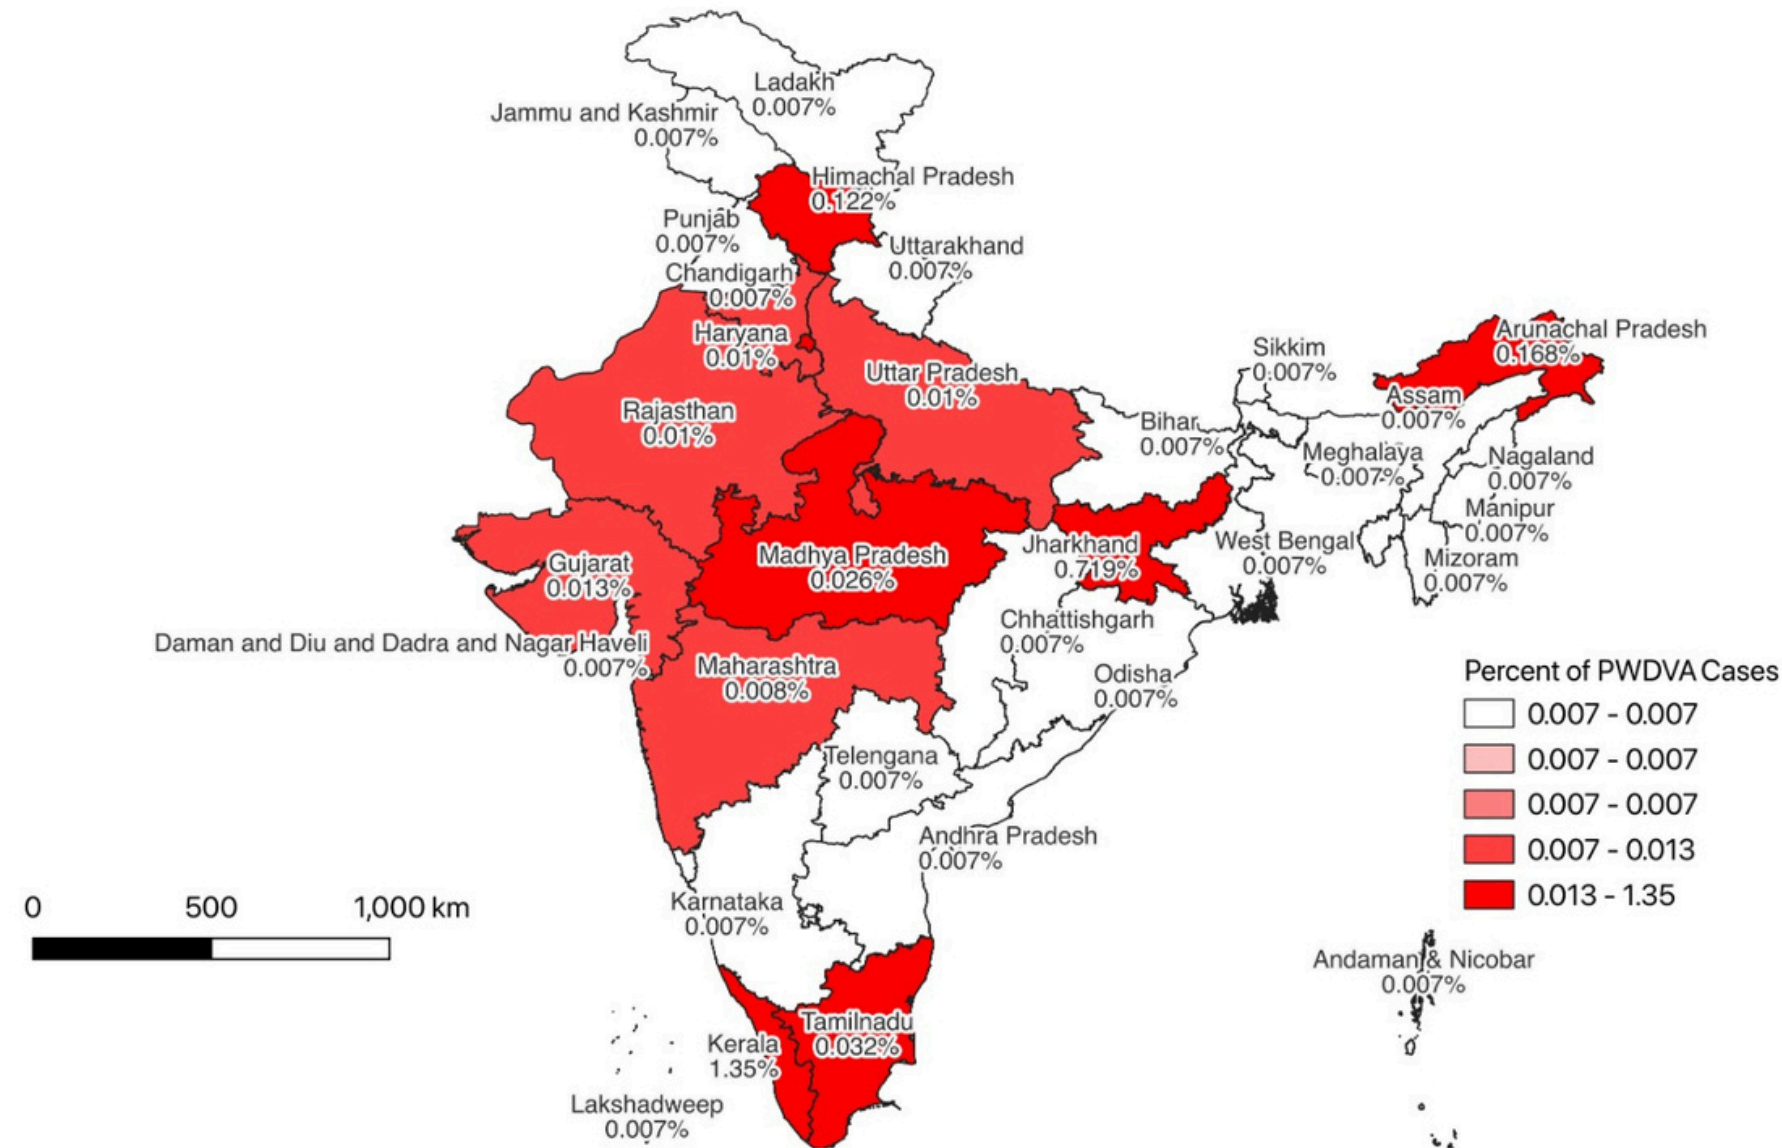 Ladakh
0.007%
Jammu and Kashmir
0.007%
Himachal Pradesh
0.122%
Punjab
0.007%
Uttarakhand
0.007%
Chandigarh
0.007%
Haryana
0.01%
Uttar Pradesh
0.01%
Rajasthan
0.01%
Sikkim
0.007%
Arunachal Pradesh
0.168%
Assam
0.007%
Bihar
0.007%
Meghalaya
0.007%
Nagaland
0.007%
Manipur
0.007%
Mizoram
0.007%
West Bengal
0.007%
Jharkhand
0.719%
Madhya Pradesh
0.026%
Gujarat
0.013%
Daman and Diu and Dadra and Nagar Haveli
0.007%
Maharashtra
0.008%
Chhattishgarh
0.007%
Odisha
0.007%
Telengana
0.007%
Andhra Pradesh
0.007%
Karnataka
0.007%
Tamilnadu
0.032%
Kerala
1.35%
Lakshadweep
0.007%
Andaman & Nicobar
0.007%
Percent of PWDVA Cases
0.007 - 0.007
0.007 - 0.007
0.007 - 0.007
0.007 - 0.013
0.013 - 1.35
0 500 1,000 km